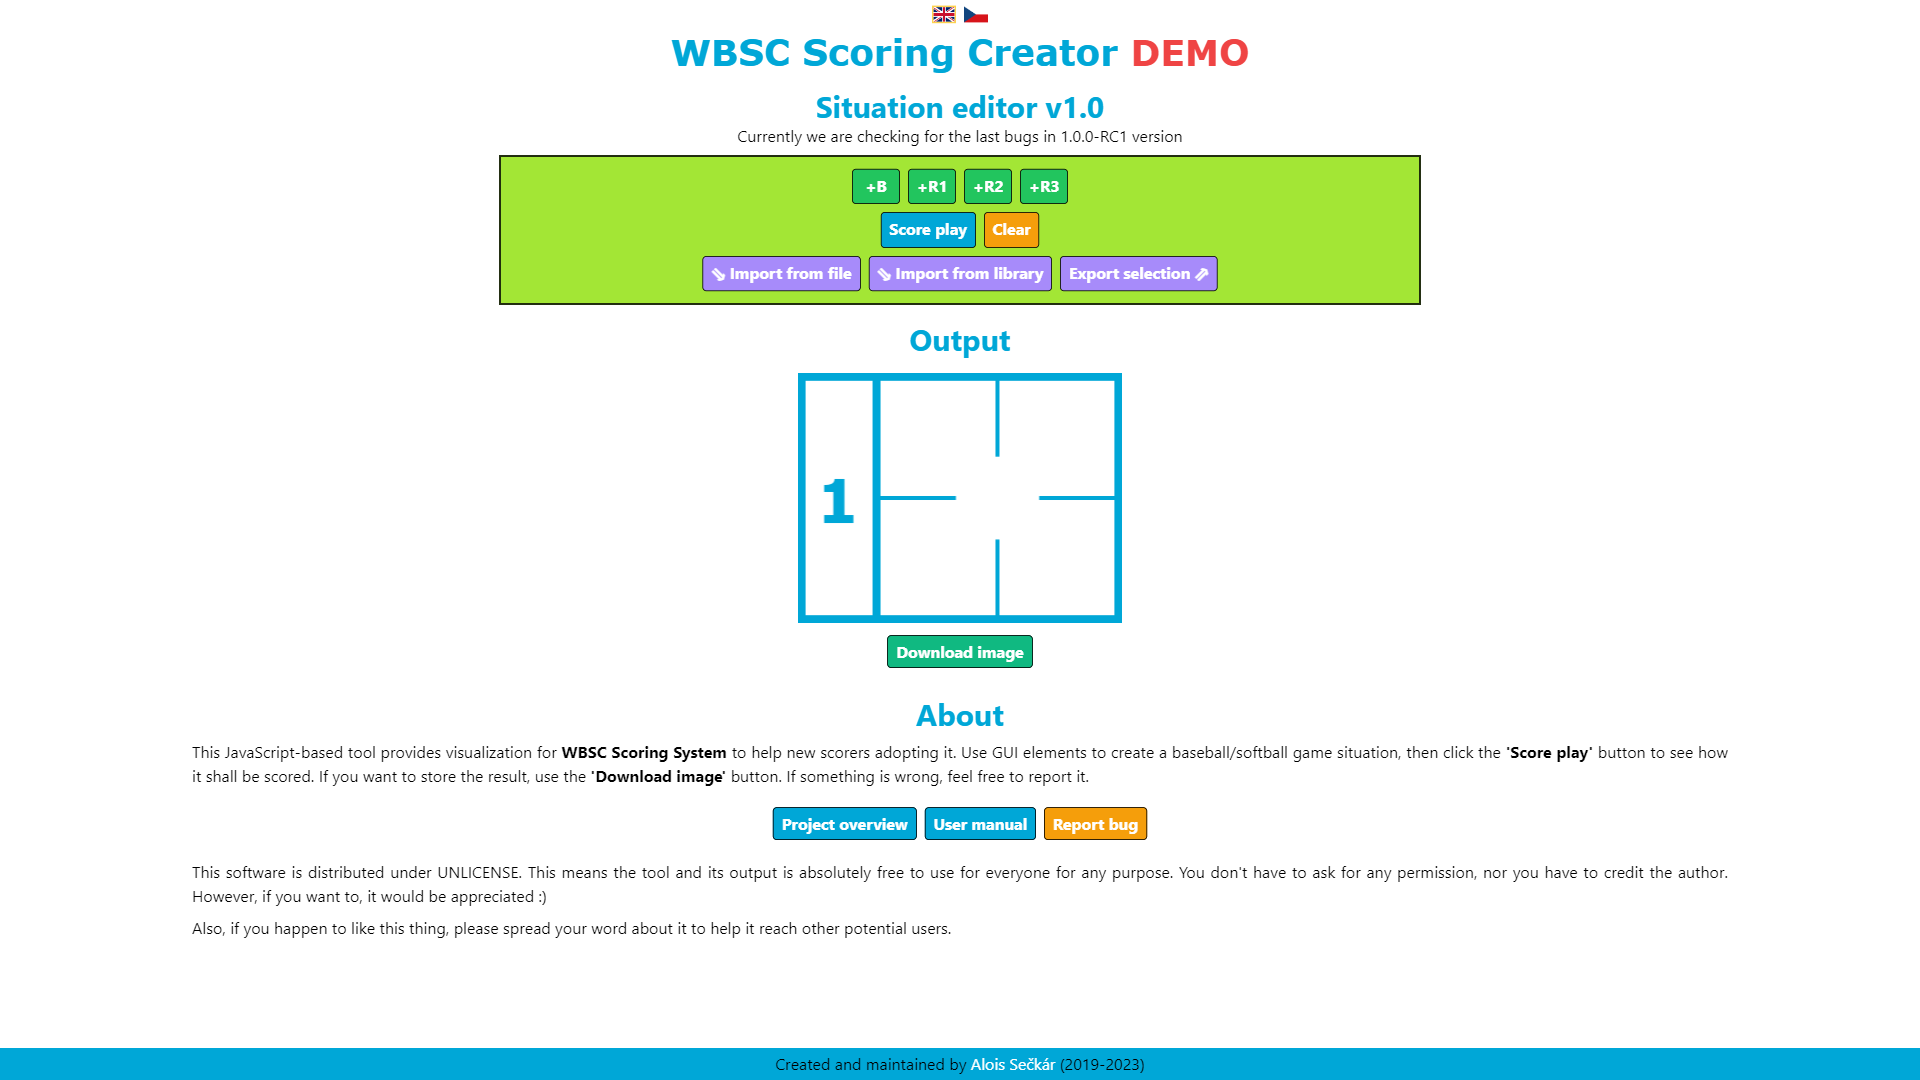 WBSC Scoring Creator DEMO
Situation editor v1.0
Currently we are checking for the last bugs in 1.0.0-RC1 version
+B +R1 +R2 +R3
Score play Clear
⇘ Import from file ⇘ Import from library Export selection ⇗
Output
1
Download image
About
This JavaScript-based tool provides visualization for WBSC Scoring System to help new scorers adopting it. Use GUI elements to create a baseball/softball game situation, then click the 'Score play' button to see how
it shall be scored. If you want to store the result, use the 'Download image' button. If something is wrong, feel free to report it.
Project overview User manual Report bug
This software is distributed under UNLICENSE. This means the tool and its output is absolutely free to use for everyone for any purpose. You don't have to ask for any permission, nor you have to credit the author.
However, if you want to, it would be appreciated :)
Also, if you happen to like this thing, please spread your word about it to help it reach other potential users.
Created and maintained by Alois Sečkár (2019-2023)